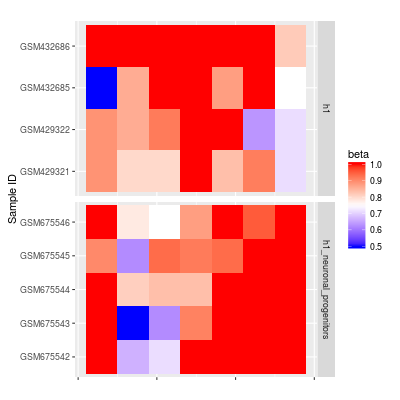 Sample ID
GSM432686
GSM432685
GSM429322
GSM429321
h1
GSM675546
GSM675545
GSM675544
GSM675543
GSM675542
h1_neuronal_progenitors
beta
1.0
0.9
0.8
0.7
0.6
0.5